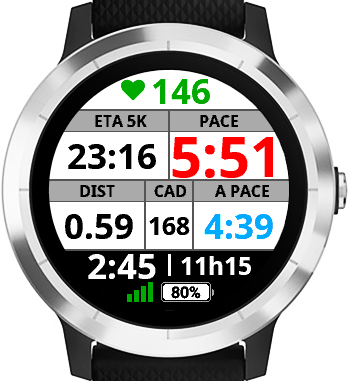 146
ETA 5K PACE
23:16 5:51
DIST CAD A PACE
0.59 168 4:39
2:45 | 11h15
80%